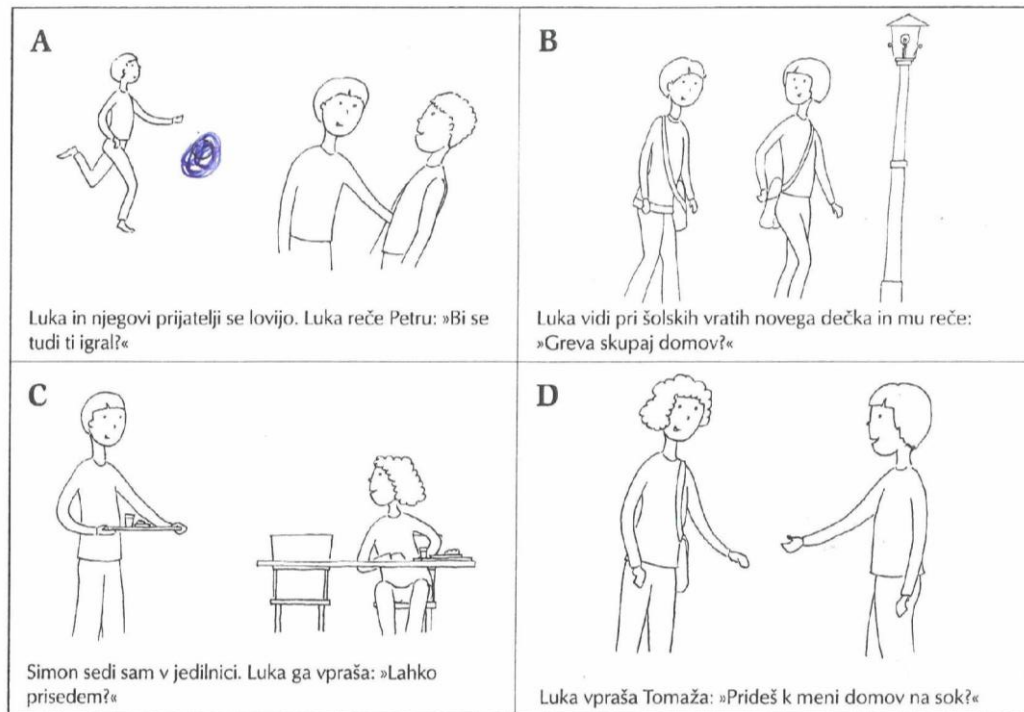 A
Luka in njegovi prijatelji se lovijo. Luka reče Petru: »Bi se
tudi ti igral?«
B
Luka vidi pri šolskih vratih novega dečka in mu reče:
»Greva skupaj domov?«
C
Simon sedi sam v jedilnici. Luka ga vpraša: »Lahko
prisedem?«
D
Luka vpraša Tomaža: »Prideš k meni domov na sok?«